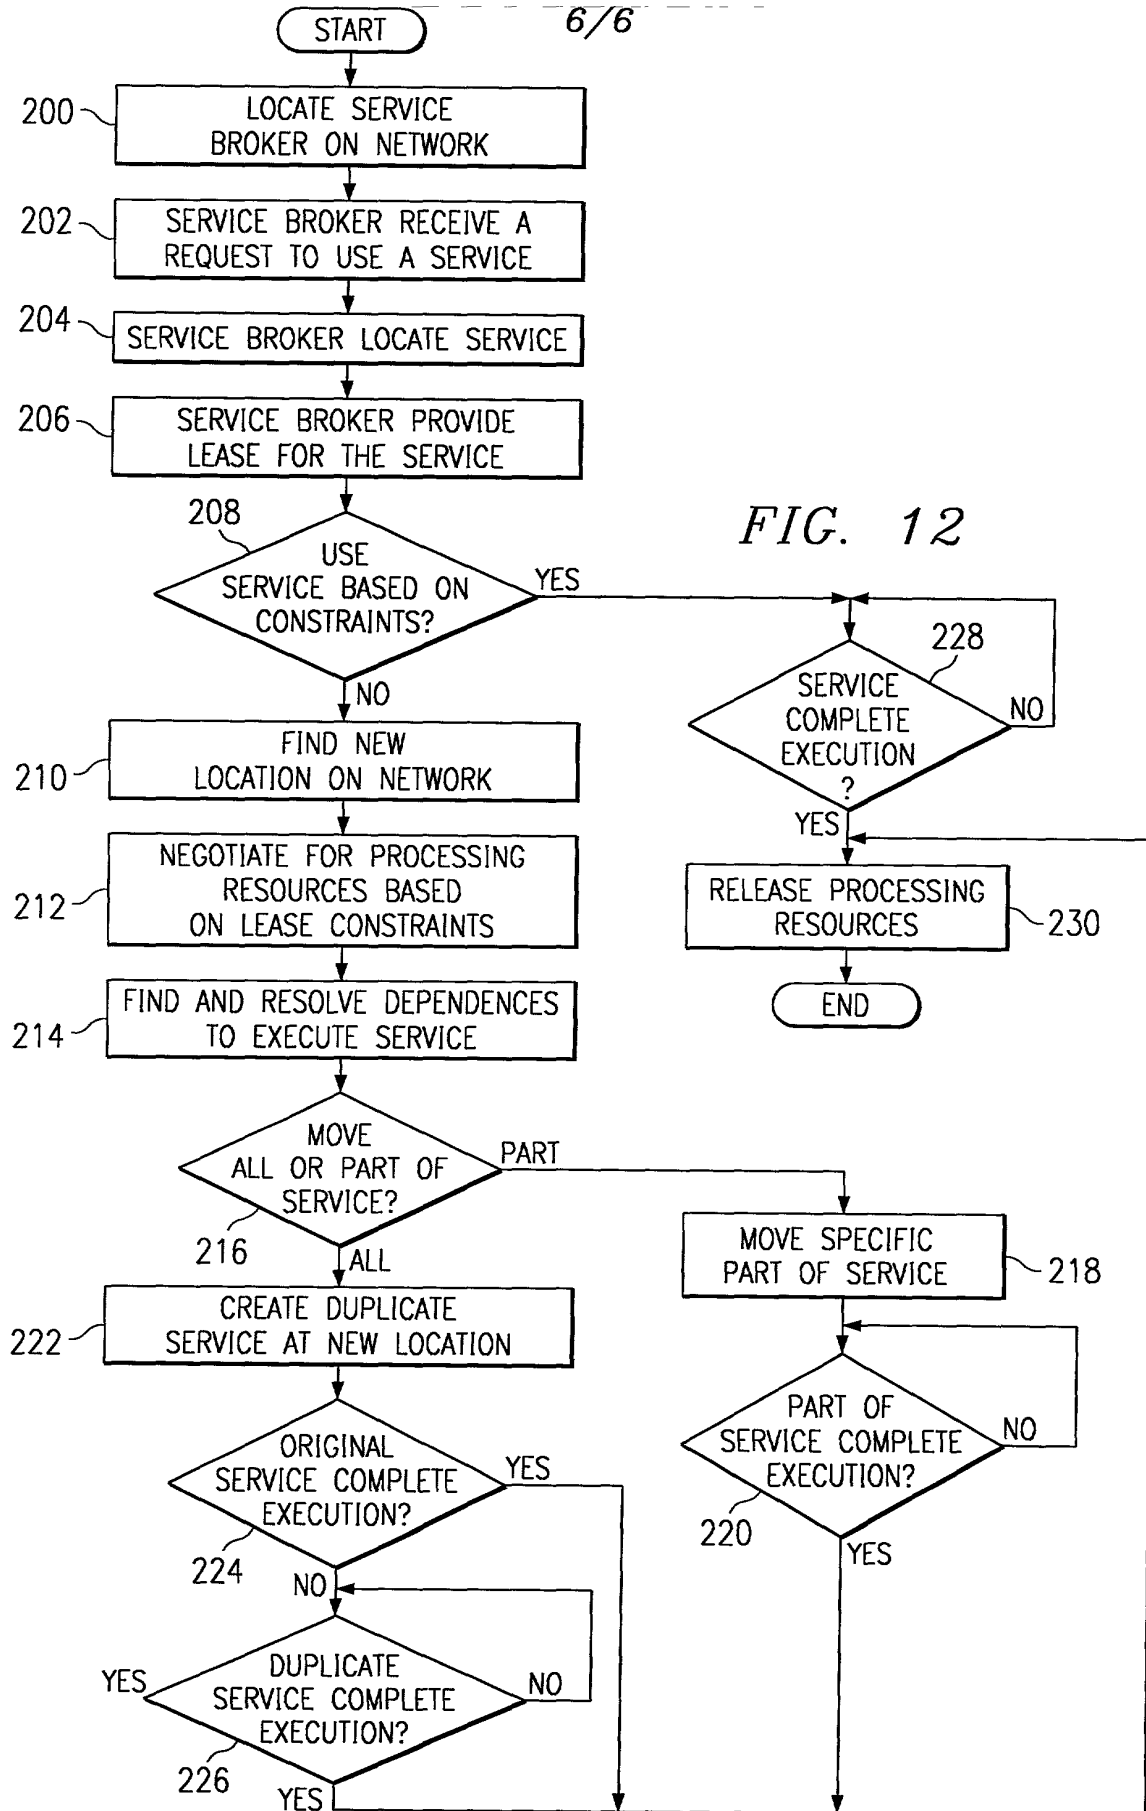 6/6
START
200
LOCATE SERVICE
BROKER ON NETWORK
202
SERVICE BROKER RECEIVE A
REQUEST TO USE A SERVICE
204
SERVICE BROKER LOCATE SERVICE
206
SERVICE BROKER PROVIDE
LEASE FOR THE SERVICE
208
USE
SERVICE BASED ON
CONSTRAINTS?
YES
NO
FIG. 12
228
SERVICE
COMPLETE
EXECUTION
?
NO
YES
RELEASE PROCESSING
RESOURCES
230
END
210
FIND NEW
LOCATION ON NETWORK
212
NEGOTIATE FOR PROCESSING
RESOURCES BASED
ON LEASE CONSTRAINTS
214
FIND AND RESOLVE DEPENDENCES
TO EXECUTE SERVICE
MOVE
ALL OR PART OF
SERVICE?
216
PART
ALL
MOVE SPECIFIC
PART OF SERVICE
218
PART OF
SERVICE COMPLETE
EXECUTION?
220
NO
YES
222
CREATE DUPLICATE
SERVICE AT NEW LOCATION
ORIGINAL
SERVICE COMPLETE
EXECUTION?
224
YES
NO
YES
DUPLICATE
SERVICE COMPLETE
EXECUTION?
NO
226
YES